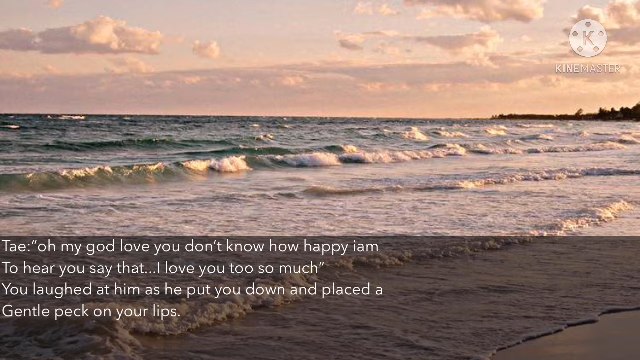 KINEMASTER
Tae:"oh my god love you don't know how happy iam
To hear you say that...I love you too so much"
You laughed at him as he put you down and placed a
Gentle peck on your lips.